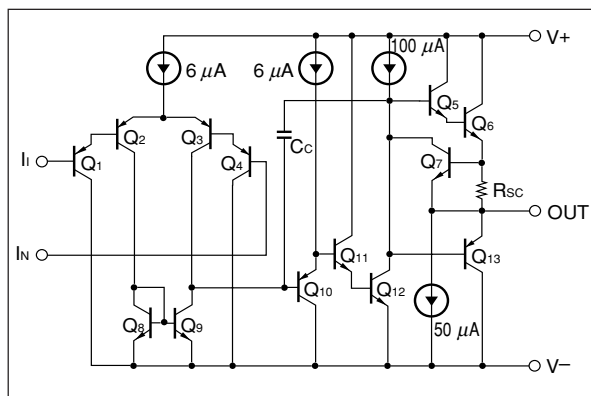 V+
6 µA
6 µA
100 µA
Q5
Q6
Q2
Q3
Q4
CC
Q7
II
Q1
RSC
OUT
IN
Q11
Q13
Q10
Q12
Q8
Q9
50 µA
V−